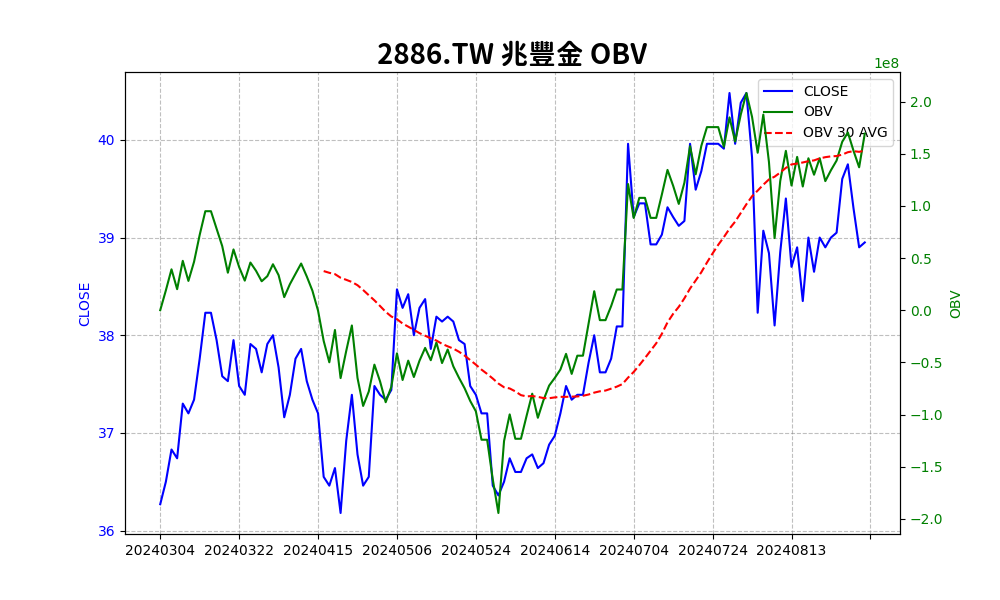 2886.TW 兆豐金 OBV
1e8
CLOSE
OBV
OBV 30 AVG
40
39
38
37
36
CLOSE
2.0
1.5
1.0
0.5
0.0
−0.5
−1.0
−1.5
−2.0
OBV
20240304 20240322 20240415 20240506 20240524 20240614 20240704 20240724 20240813